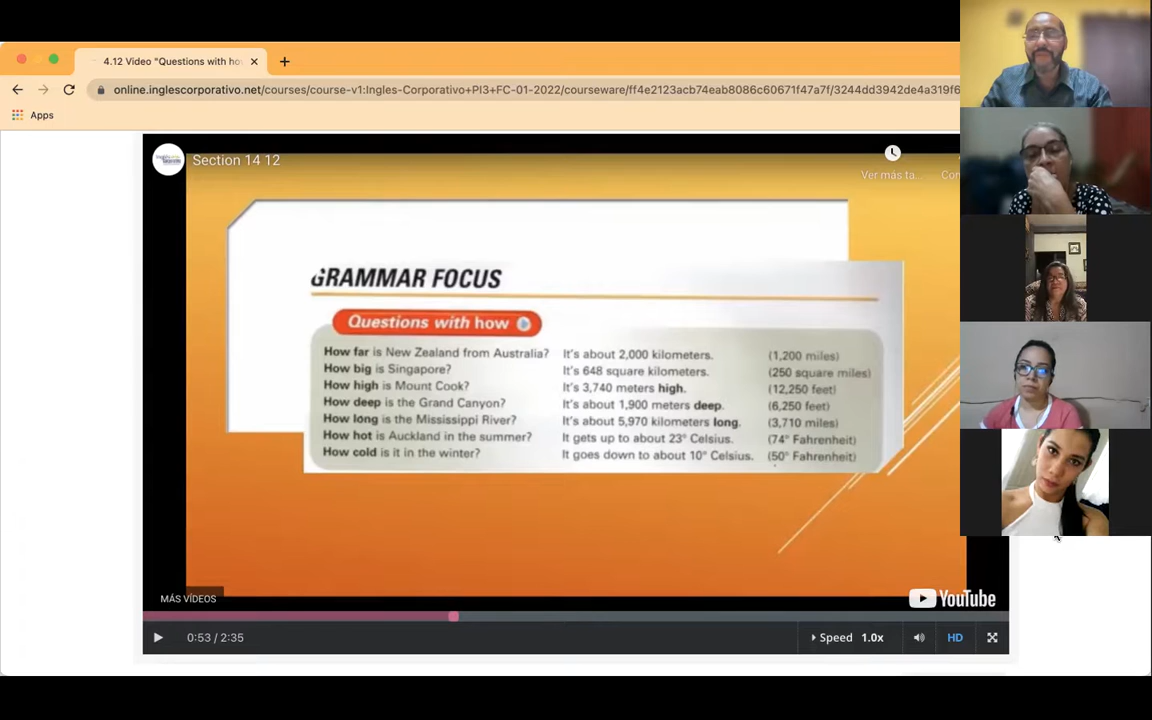 4.12 Video "Questions with ho
online.inglescorporativo.net/courses/course-v1:Ingles-Corporativo+PI3+FC-01-2022/courseware/ff4e2123acb74eab8086c60671f47a7f/3244dd3942de4a319f6
Apps
Section 14 12
Ver más ta...
Con
GRAMMAR FOCUS
Questions with how
How far is New Zealand from Australia? It's about 2,000 kilometers. (1,200 miles)
How big is Singapore? It's 648 square kilometers. (250 square miles)
How high is Mount Cook? It's 3,740 meters high. (12,250 feet)
How deep is the Grand Canyon? It's about 1,900 meters deep. (6,250 feet)
How long is the Mississippi River? It's about 5,970 kilometers long. (3,710 miles)
How hot is Auckland in the summer? It gets up to about 23° Celsius. (74° Fahrenheit)
How cold is it in the winter? It goes down to about 10° Celsius. (50° Fahrenheit)
MÁS VÍDEOS
YouTube
0:53 / 2:35
Speed 1.0x
HD